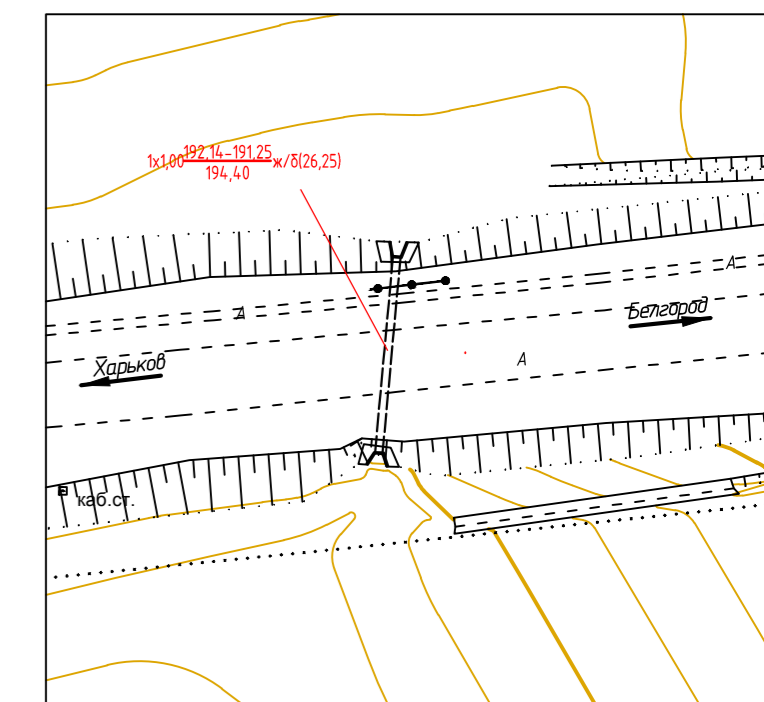 1х1,00 192,14-191,25 ж/б(26,25)
194,40
А
Белгород
А
Харьков
А
каб.ст.